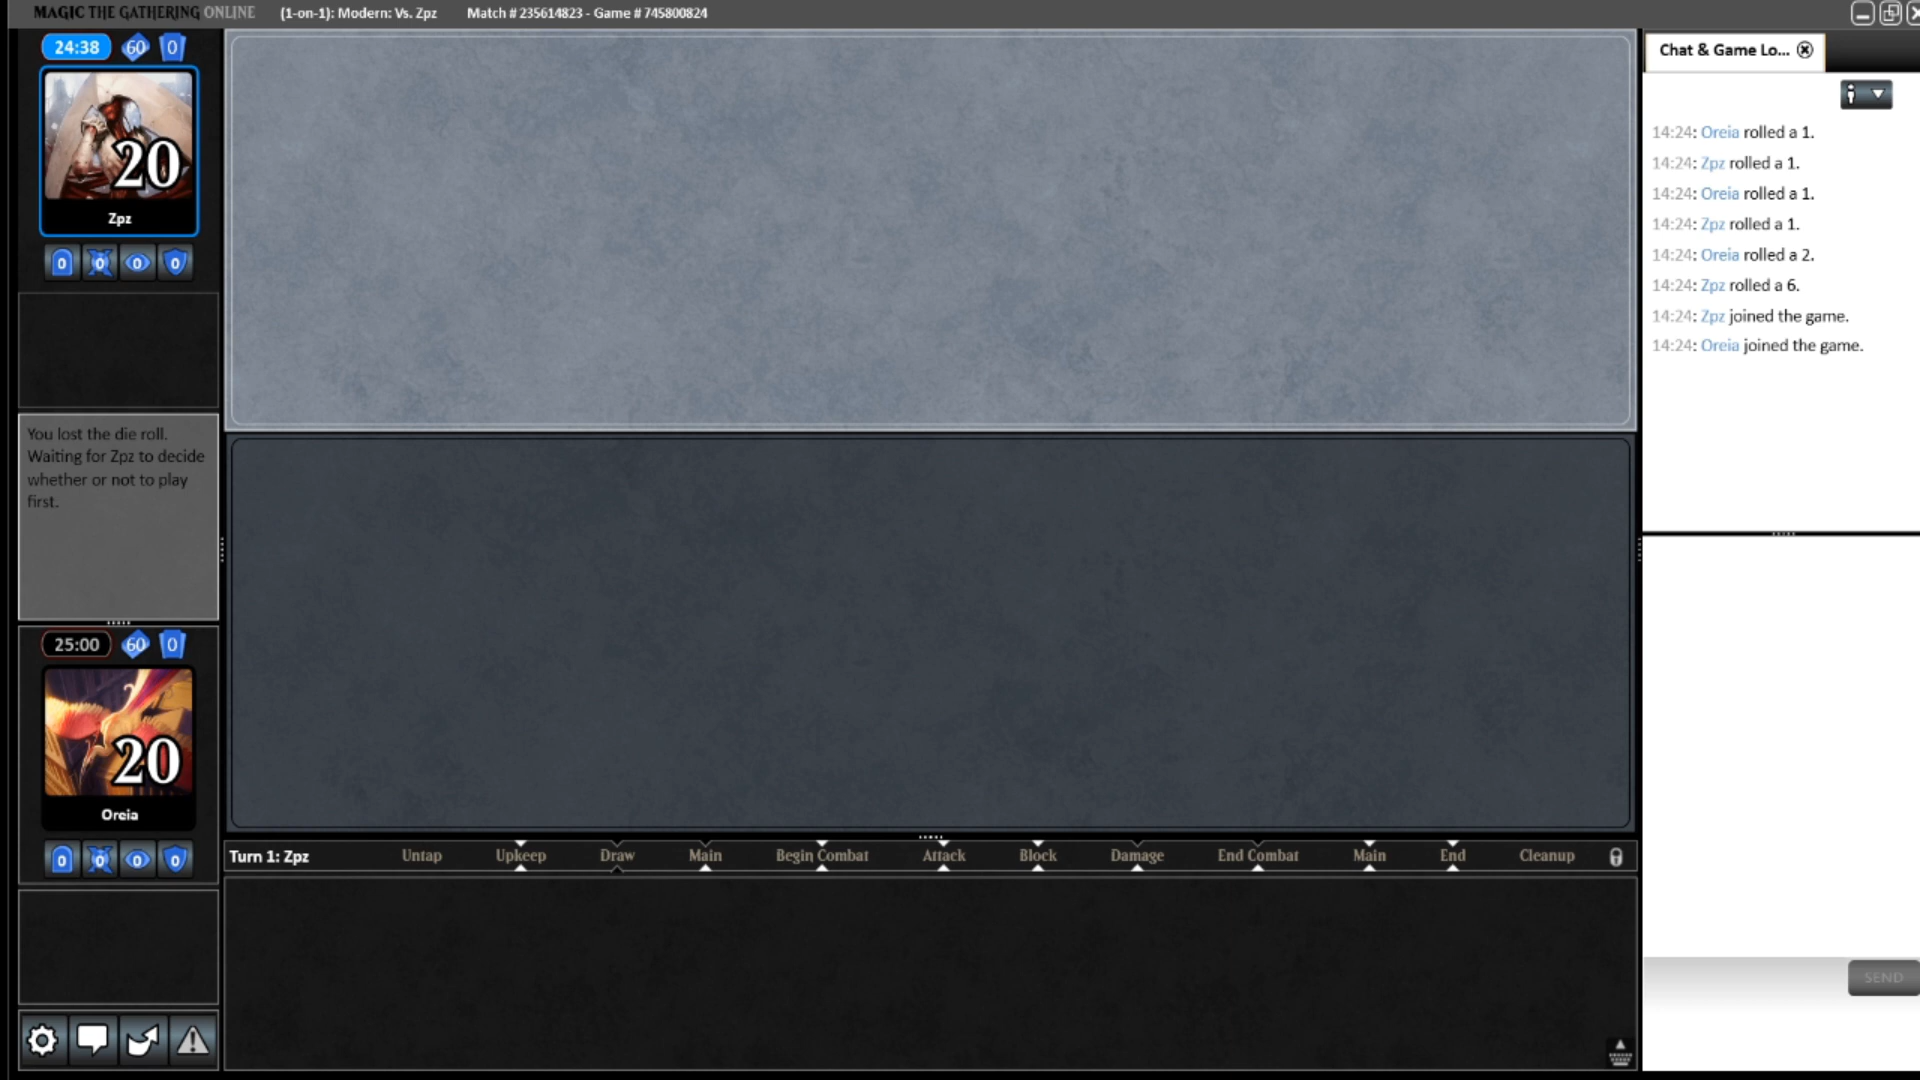 MAGIC THE GATHERING ONLINE (1-on-1): Modern: Vs. Zpz Match # 235614823 - Game # 745800824
24:38 60 0
20
Zpz
0 0 0 0
You lost the die roll.
Waiting for Zpz to decide
whether or not to play
first.
25:00 60 0
20
Oreia
0 0 0 0
Turn 1: Zpz Untap Upkeep Draw Main Begin Combat Attack Block Damage End Combat Main End Cleanup
Chat & Game Lo...
14:24: Oreia rolled a 1.
14:24: Zpz rolled a 1.
14:24: Oreia rolled a 1.
14:24: Zpz rolled a 1.
14:24: Oreia rolled a 2.
14:24: Zpz rolled a 6.
14:24: Zpz joined the game.
14:24: Oreia joined the game.
SEND